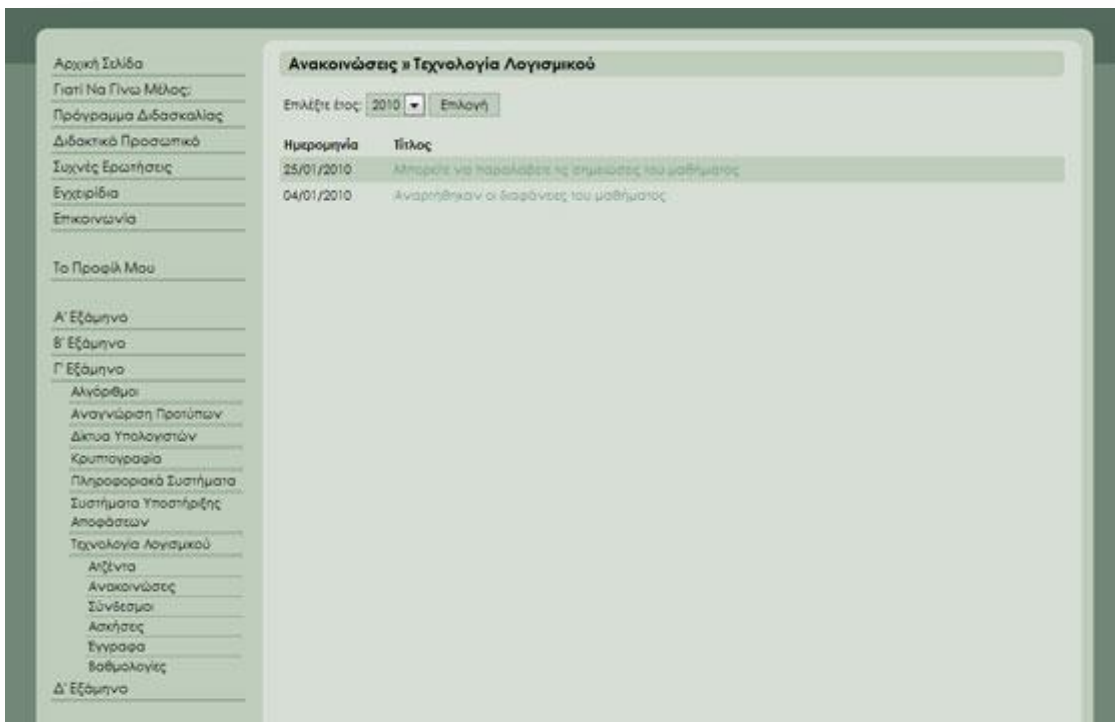 Αρχική Σελίδα
Γιατί Να Γίνω Μέλος;
Πρόγραμμα Διδασκαλίας
Διδακτικό Προσωπικό
Συχνές Ερωτήσεις
Εγχειρίδια
Επικοινωνία
Το Προφίλ Μου
Α' Εξάμηνο
Β' Εξάμηνο
Γ' Εξάμηνο
Αλγόριθμοι
Αναγνώριση Προτύπων
Δίκτυα Υπολογιστών
Κρυπτογραφία
Πληροφοριακά Συστήματα
Συστήματα Υποστήριξης
Αποφάσεων
Τεχνολογία Λογισμικού
Ατζέντα
Ανακοινώσεις
Σύνδεσμοι
Ασκήσεις
Έγγραφα
Βαθμολογίες
Δ' Εξάμηνο
Ανακοινώσεις » Τεχνολογία Λογισμικού
Επιλέξτε έτος: 2010 Επιλογή
Ημερομηνία Τίτλος
25/01/2010 Μπορείτε να παραλάβετε τις σημειώσεις του μαθήματος
04/01/2010 Αναρτήθηκαν οι διαφάνειες του μαθήματος